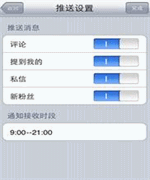 推送设置
推送消息
评论
提到我的
私信
新粉丝
通知接收时段
9:00--21:00